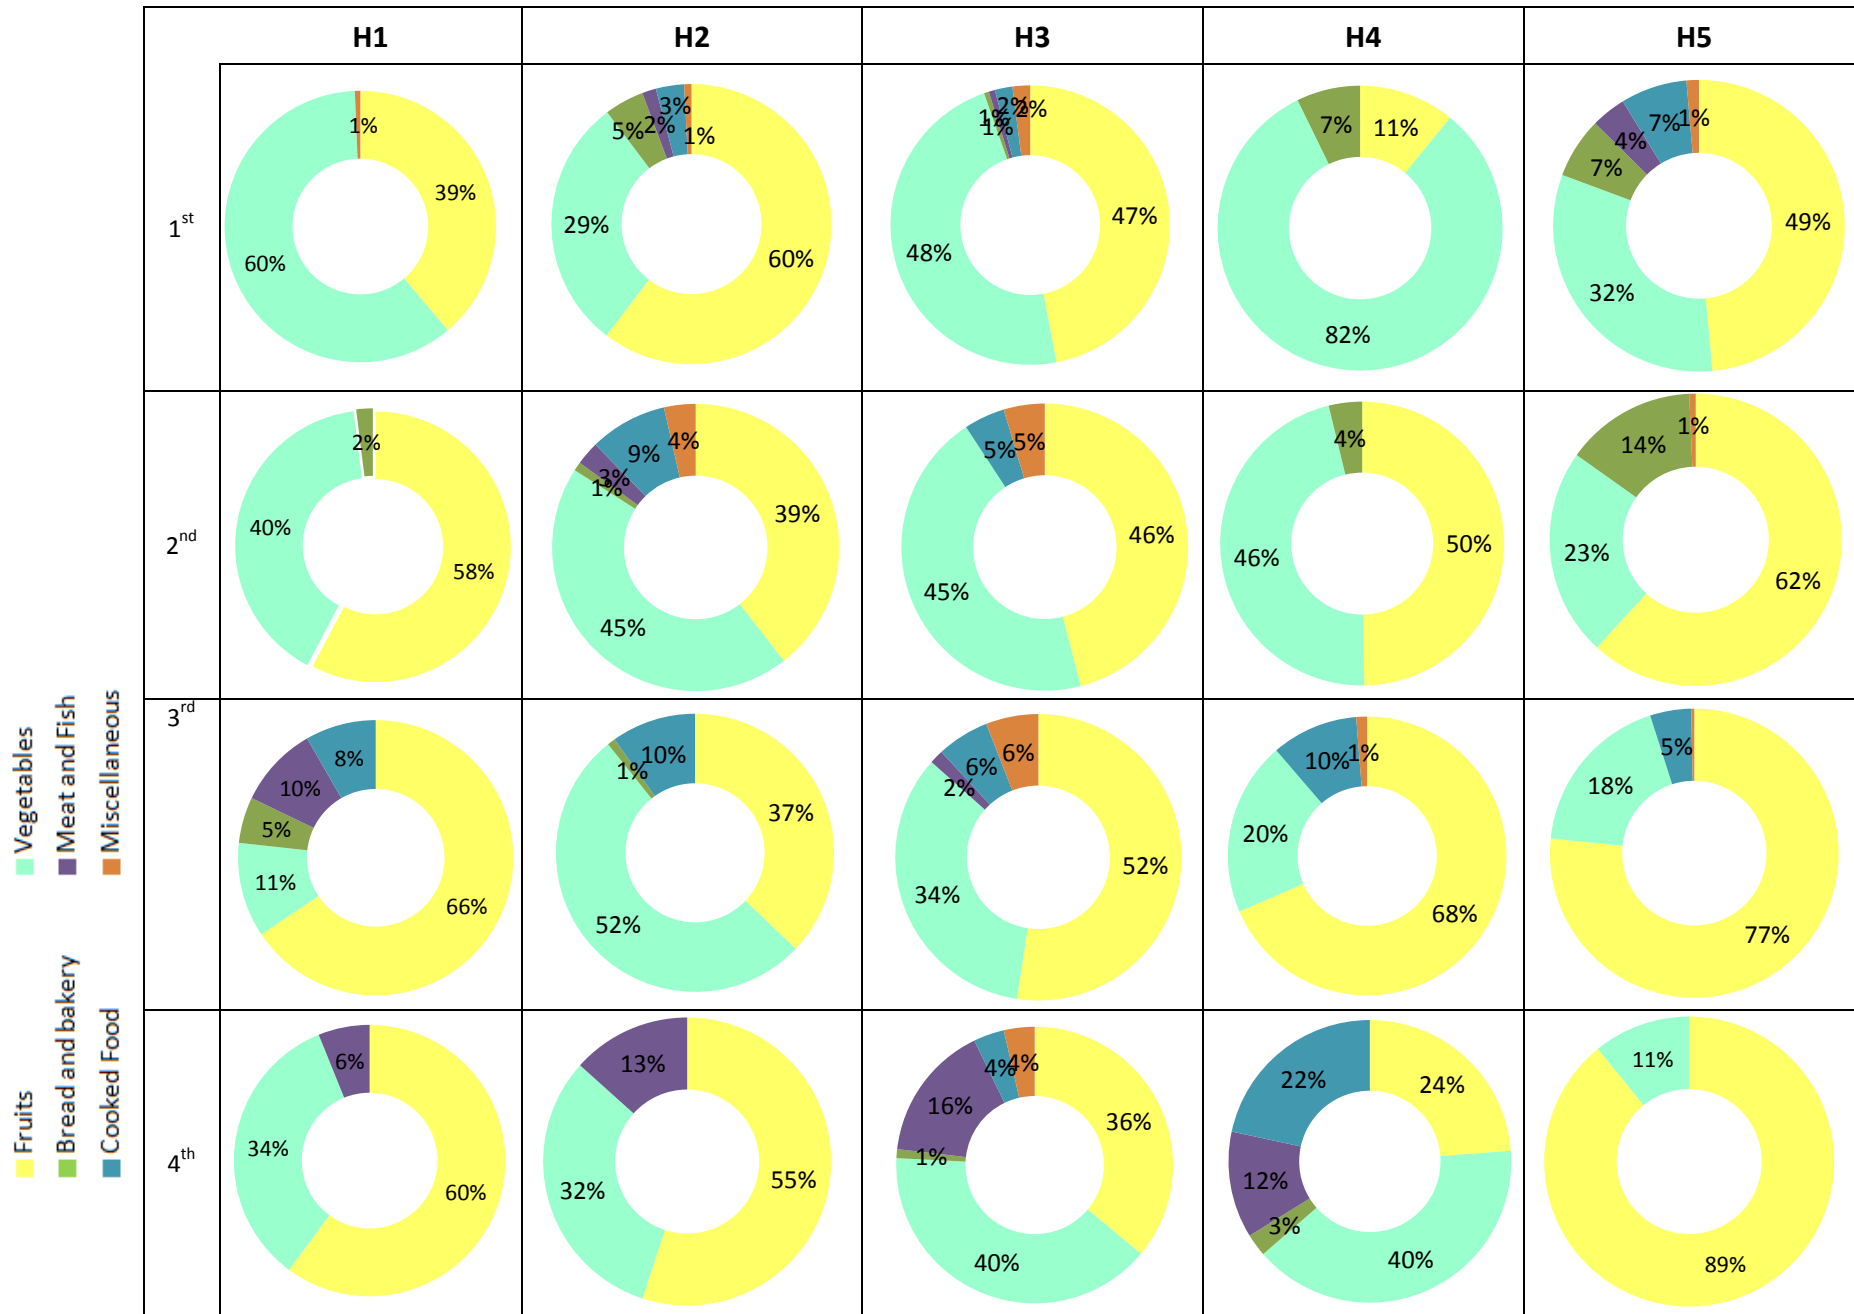 H1 H2 H3 H4 H5
1st
1% 39% 60%
3% 2% 5% 1% 29% 60%
2% 2% 1% 1% 47% 48%
7% 11% 82%
7% 1% 4% 7% 49% 32%
2nd
2% 40% 58%
4% 9% 3% 1% 39% 45%
5% 5% 46% 45%
4% 50% 46%
1% 14% 23% 62%
3rd
8% 10% 5% 11% 66%
10% 1% 37% 52%
6% 6% 2% 52% 34%
10% 1% 20% 68%
5% 18% 77%
4th
6% 34% 60%
13% 32% 55%
4% 4% 16% 36% 1% 40%
22% 24% 12% 3% 40%
11% 89%
Fruits
Vegetables
Bread and bakery
Meat and Fish
Cooked Food
Miscellaneous